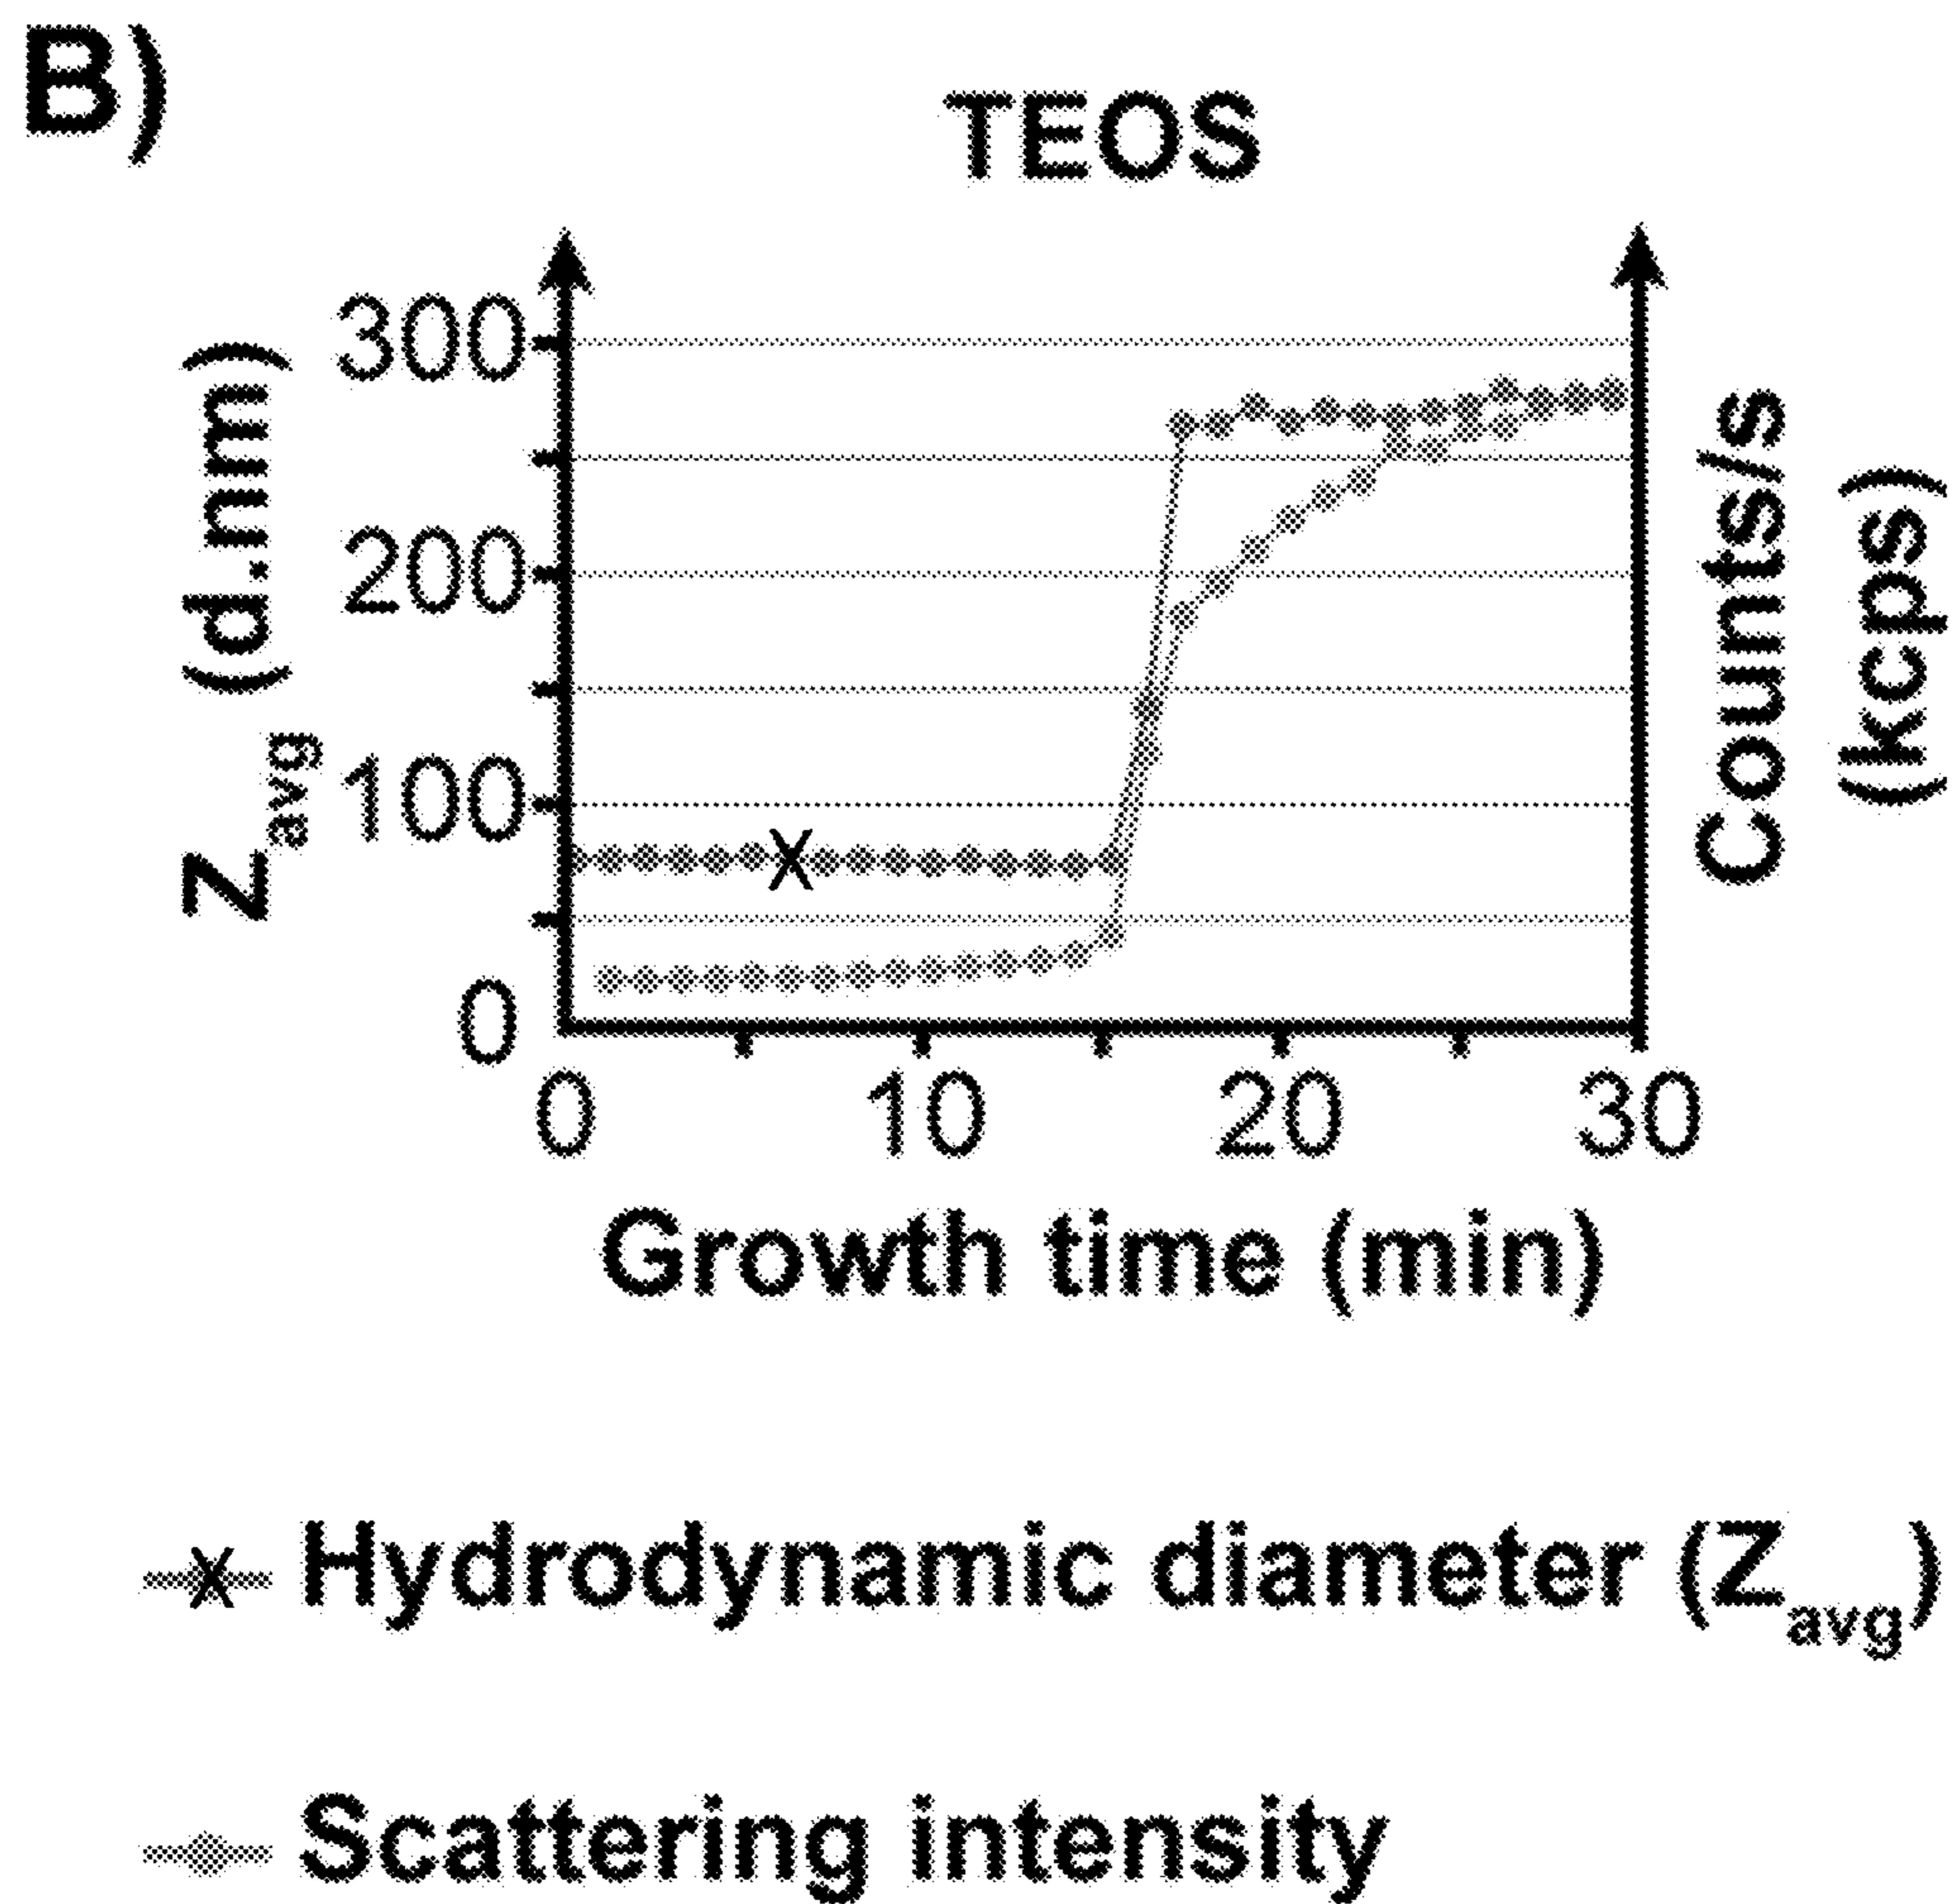 B)
TEOS
Zavg (d.nm)
300
200
100
0
0 10 20 30
Growth time (min)
Counts/s
(kcps)
X
X Hydrodynamic diameter (Zavg)
Scattering intensity